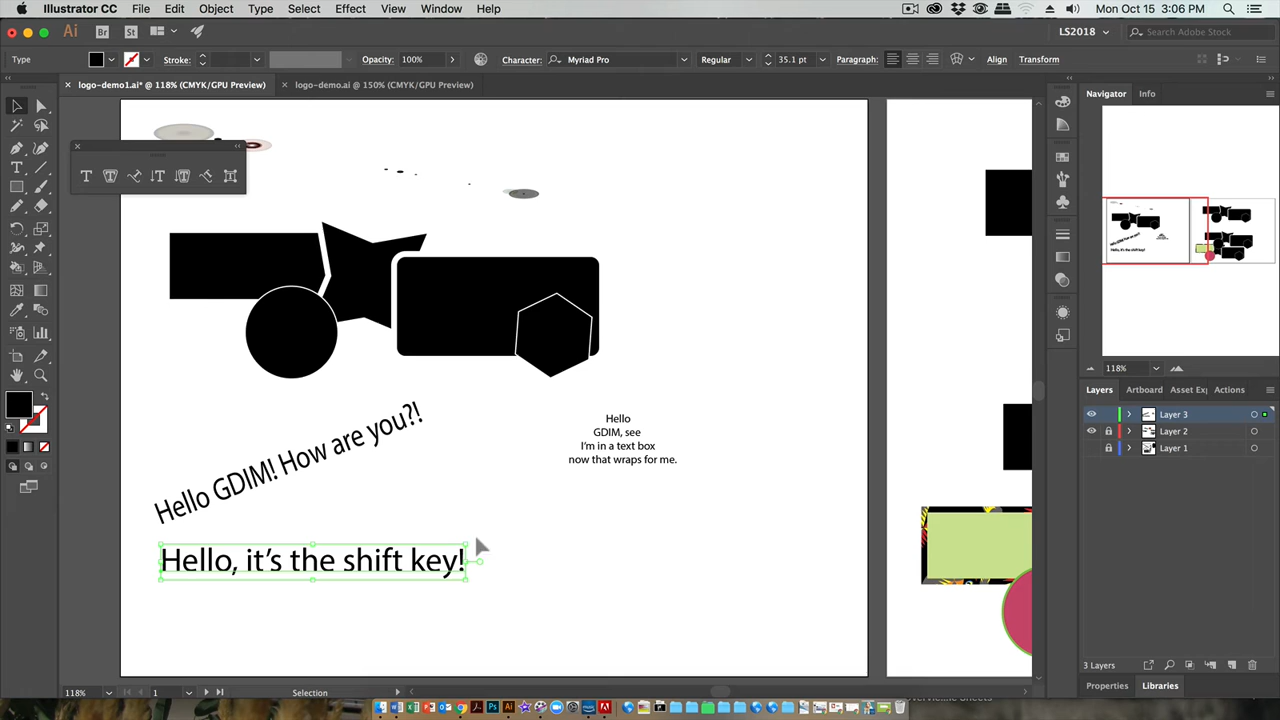 Illustrator CC File Edit Object Type Select Effect View Window Help Mon Oct 15 3:06 PM
Ai Br St LS2018 Search Adobe Stock
Type Stroke: Opacity: 100% Character: Myriad Pro Regular 35.1 pt Paragraph: Align Transform
logo-demo1.ai* @ 118% (CMYK/GPU Preview) logo-demo.ai @ 150% (CMYK/GPU Preview)
Navigator Info
118%
Layers Artboard Asset Exp Actions
Layer 3
Layer 2
Layer 1
Hello GDIM! How are you?!
Hello
GDIM, see
I'm in a text box
now that wraps for me.
Hello, it's the shift key!
3 Layers
Properties Libraries
118% 1 Selection